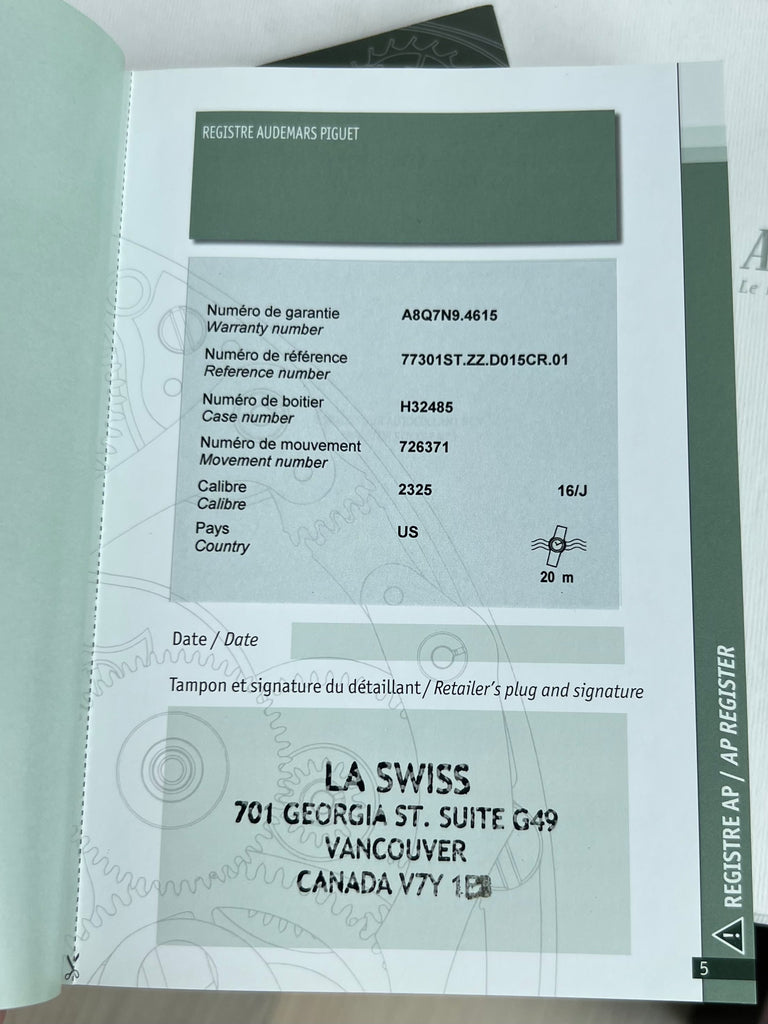 REGISTRE AUDEMARS PIGUET
Numéro de garantie
Warranty number
A8Q7N9.4615
Numéro de référence
Reference number
77301ST.ZZ.D015CR.01
Numéro de boitier
Case number
H32485
Numéro de mouvement
Movement number
726371
Calibre
Calibre
2325 16/J
Pays
Country
US
20 m
Date / Date
Tampon et signature du détaillant / Retailer's plug and signature
LA SWISS
701 GEORGIA ST. SUITE G49
VANCOUVER
CANADA V7Y
REGISTRE AP / AP REGISTER
5